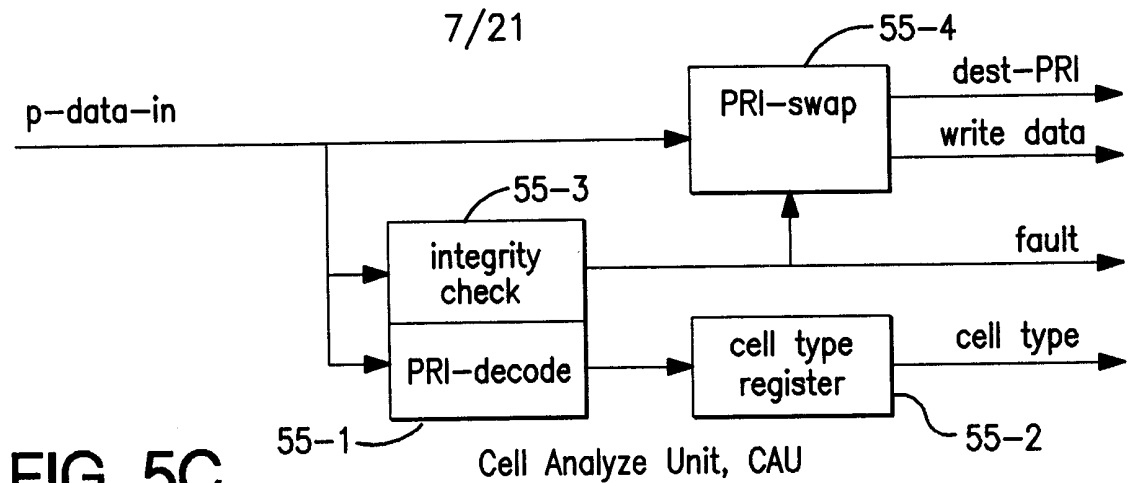 7/21
55-4
dest-PRI
p-data-in
PRI-swap
write data
55-3
integrity
check
fault
PRI-decode
cell type
register
cell type
55-1
55-2
FIG. 5C
Cell Analyze Unit, CAU